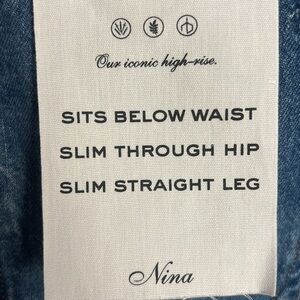 Our iconic high-rise.
SITS BELOW WAIST
SLIM THROUGH HIP
SLIM STRAIGHT LEG
Nina